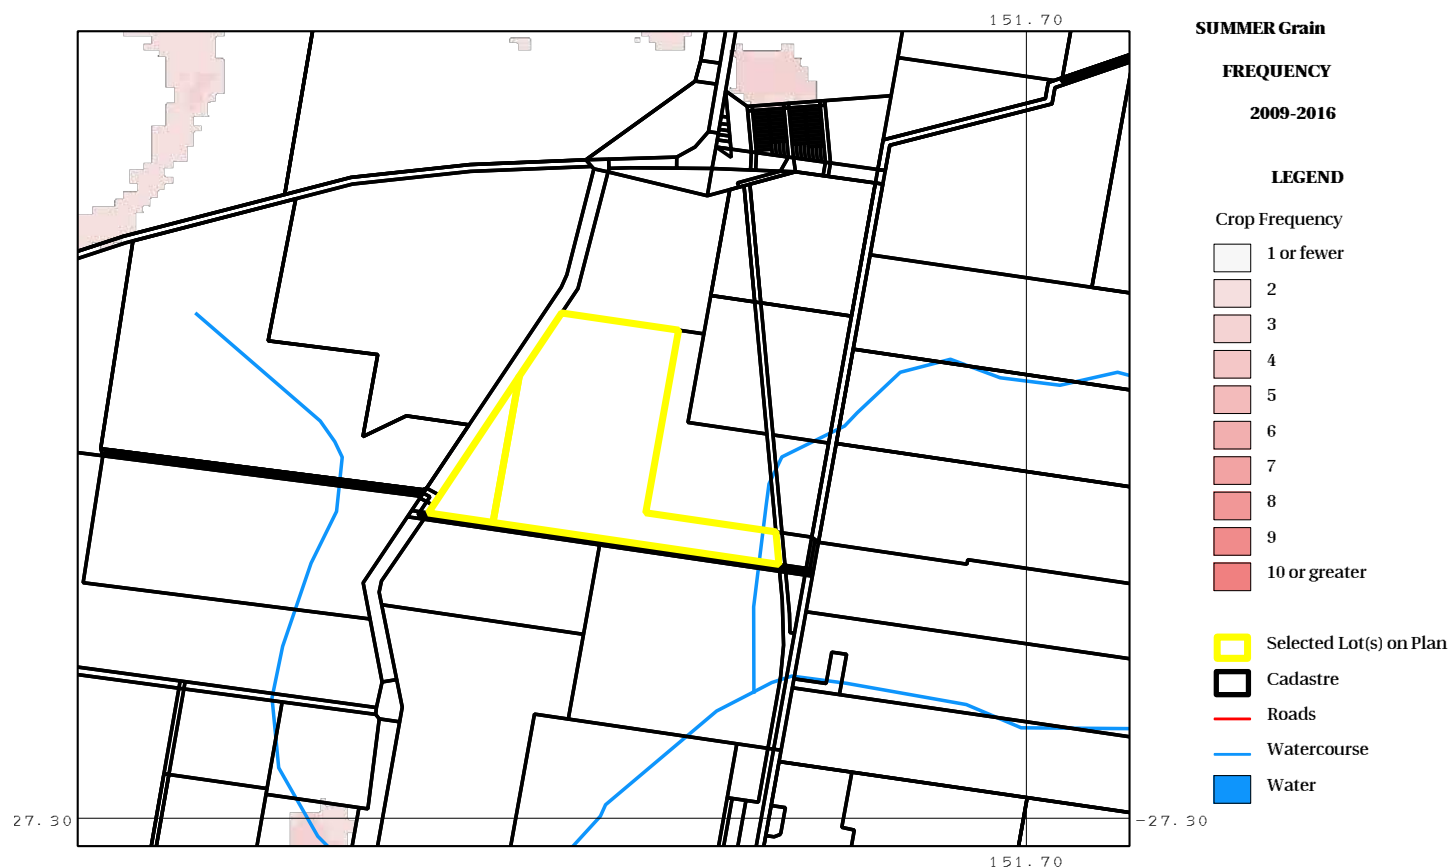 151.70
SUMMER Grain
FREQUENCY
2009-2016
LEGEND
Crop Frequency
1 or fewer
2
3
4
5
6
7
8
9
10 or greater
Selected Lot(s) on Plan
Cadastre
Roads
Watercourse
Water
27.30
-27.30
151.70